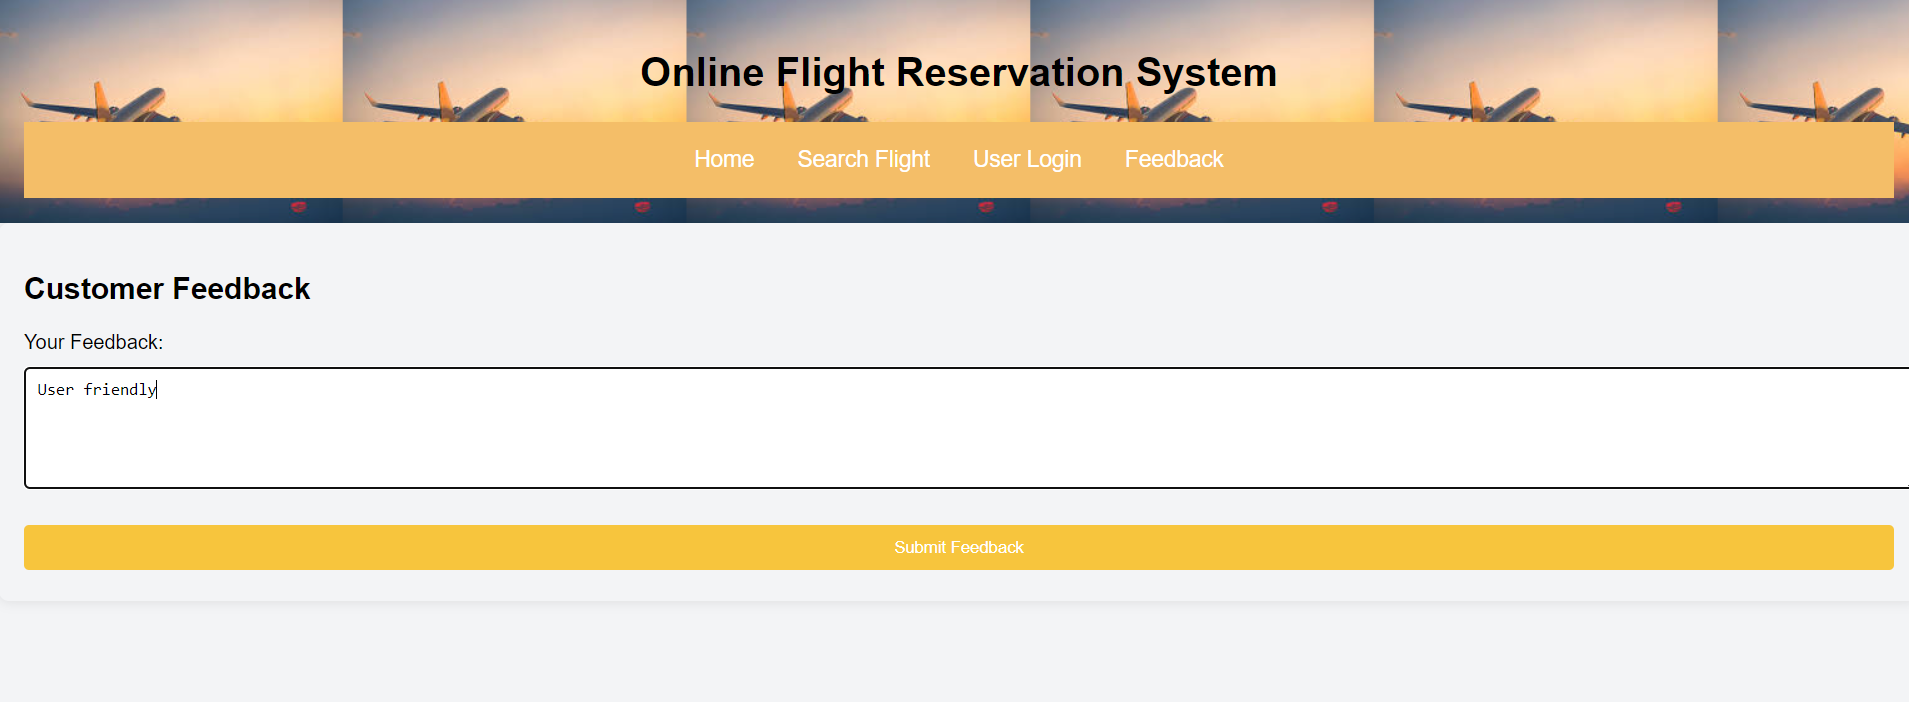 Online Flight Reservation System
Home Search Flight User Login Feedback
Customer Feedback
Your Feedback:
User friendly
Submit Feedback